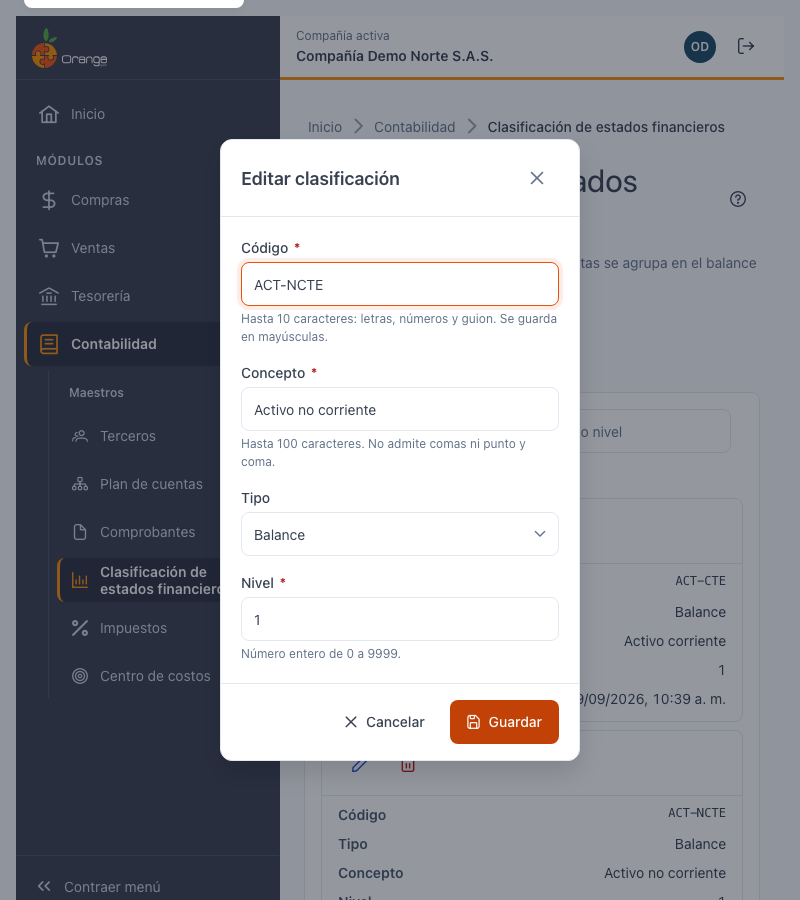 Orange
Compañía activa
Compañía Demo Norte S.A.S.
OD
Inicio
MÓDULOS
Compras
Ventas
Tesorería
Contabilidad
Maestros
Terceros
Plan de cuentas
Comprobantes
Clasificación de
estados financiero
Impuestos
Centro de costos
Contraer menú
Inicio > Contabilidad > Clasificación de estados financieros
ados
tas se agrupa en el balance
o nivel
Editar clasificación
Código *
ACT-NCTE
Hasta 10 caracteres: letras, números y guion. Se guarda
en mayúsculas.
Concepto *
Activo no corriente
Hasta 100 caracteres. No admite comas ni punto y
coma.
Tipo
Balance
Nivel *
1
Número entero de 0 a 9999.
Cancelar
Guardar
ACT-CTE
Balance
Activo corriente
1
9/09/2026, 10:39 a. m.
Código ACT-NCTE
Tipo Balance
Concepto Activo no corriente
Nivel 1